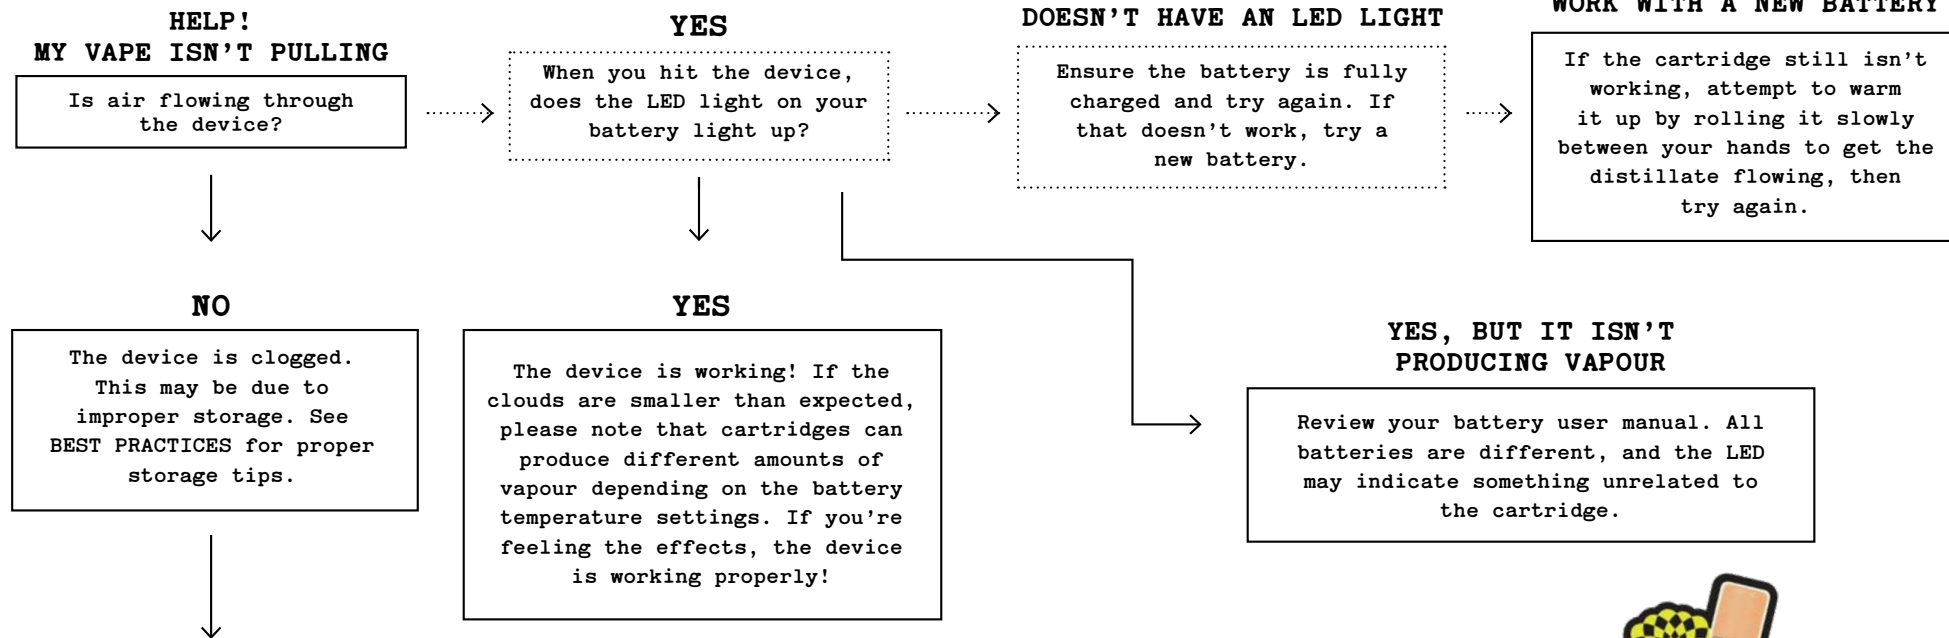 HELP!
MY VAPE ISN'T PULLING
Is air flowing through
the device?
YES
When you hit the device,
does the LED light on your
battery light up?
DOESN'T HAVE AN LED LIGHT
Ensure the battery is fully
charged and try again. If
that doesn't work, try a
new battery.
WORK WITH A NEW BATTERY
If the cartridge still isn't
working, attempt to warm
it up by rolling it slowly
between your hands to get the
distillate flowing, then
try again.
NO
The device is clogged.
This may be due to
improper storage. See
BEST PRACTICES for proper
storage tips.
YES
The device is working! If the
clouds are smaller than expected,
please note that cartridges can
produce different amounts of
vapour depending on the battery
temperature settings. If you're
feeling the effects, the device
is working properly!
YES, BUT IT ISN'T
PRODUCING VAPOUR
Review your battery user manual. All
batteries are different, and the LED
may indicate something unrelated to
the cartridge.